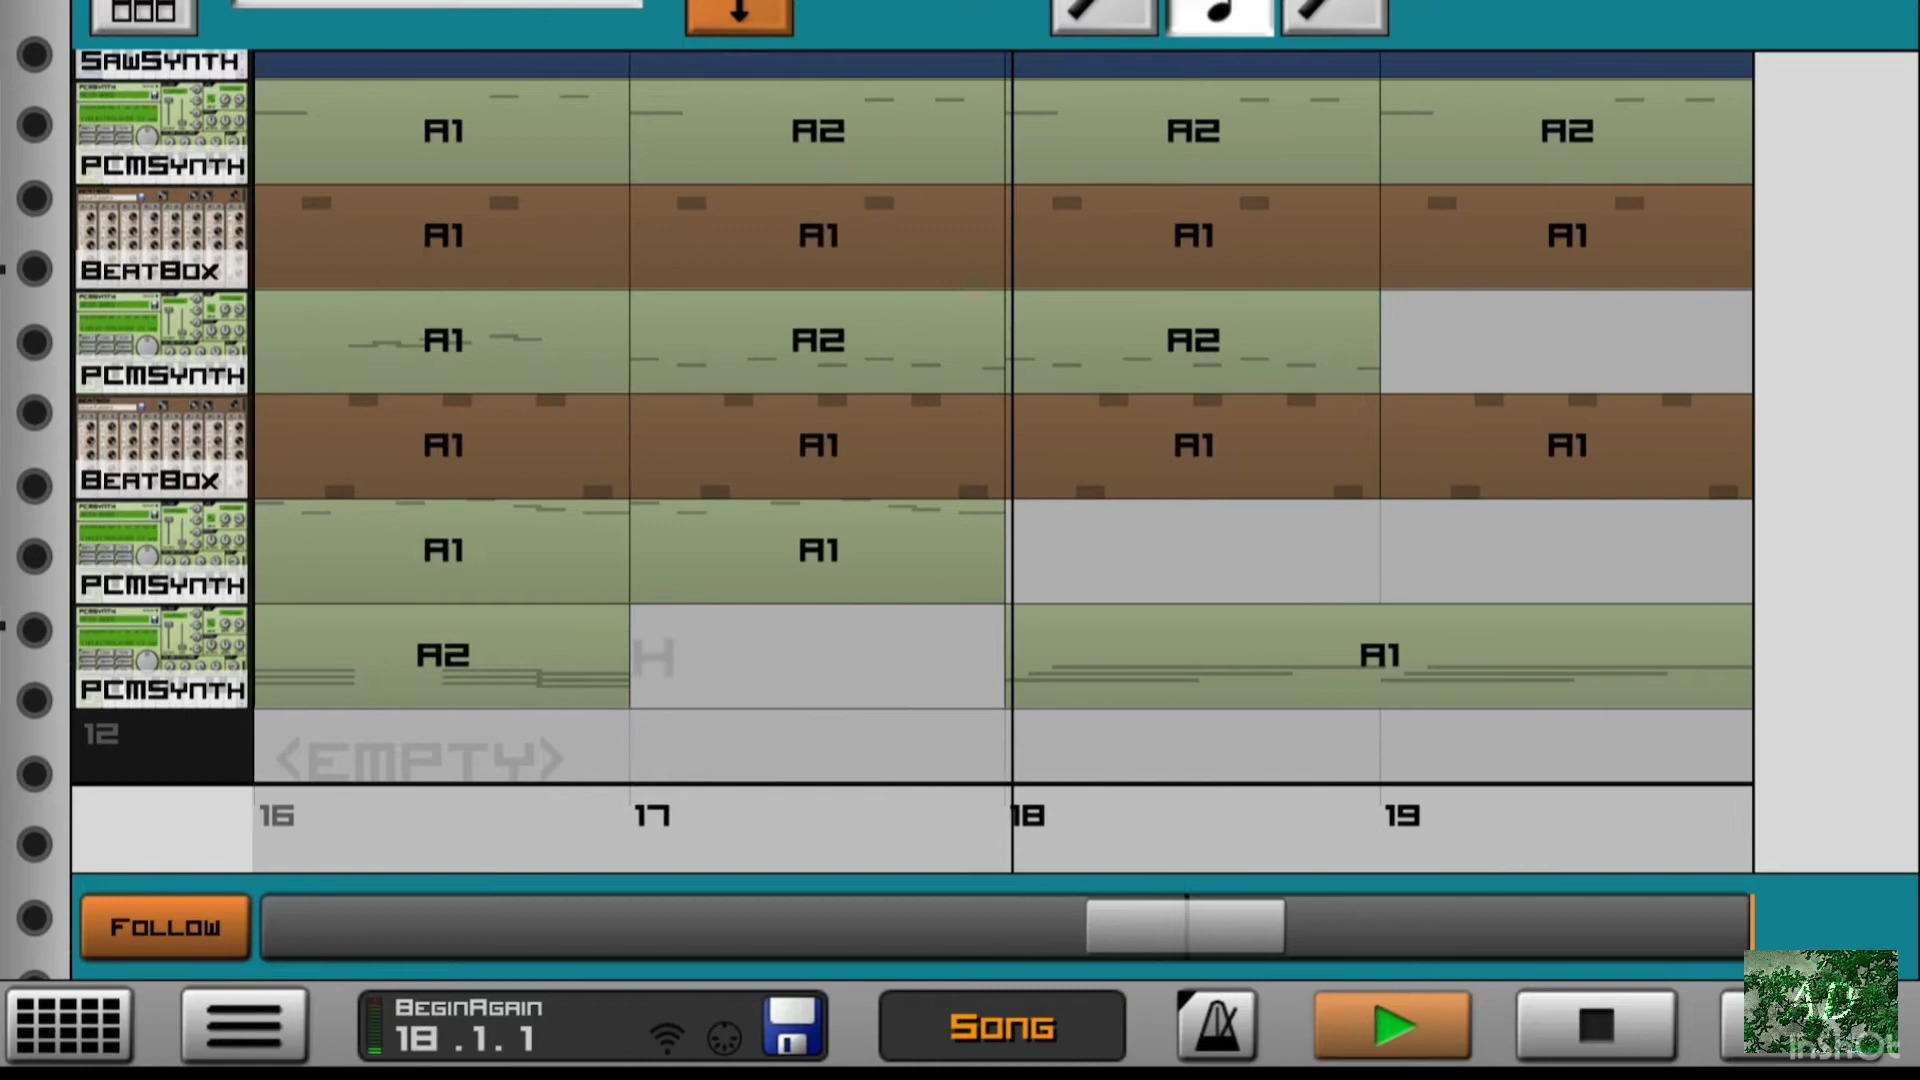 SawSynth
PCMSynth A1 A2 A2 A2
BeatBox A1 A1 A1 A1
PCMSynth A1 A2 A2
BeatBox A1 A1 A1 A1
PCMSynth A1 A1
PCMSynth A2 H A1
12 <EMPTY>
16 17 18 19
Follow
BeginAgain
18 .1. 1
Song
AD
InShot